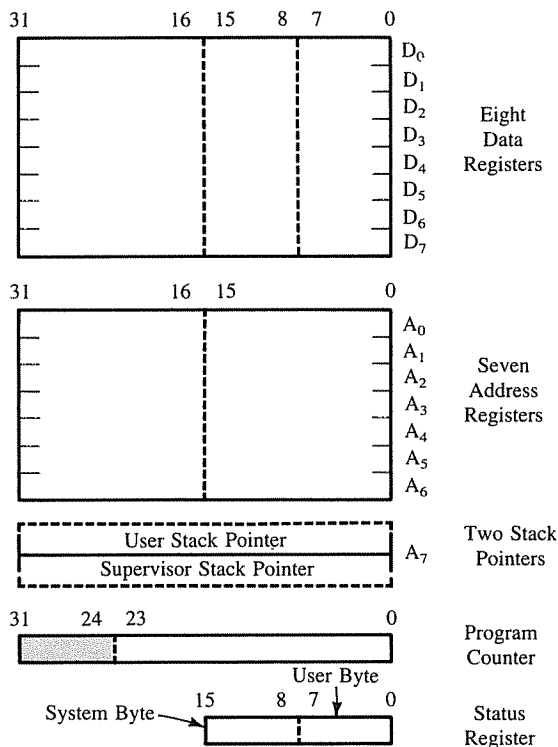 31 16 15 8 7 0
D0
D1
D2
D3
D4
D5
D6
D7
Eight
Data
Registers
31 16 15 0
A0
A1
A2
A3
A4
A5
A6
Seven
Address
Registers
User Stack Pointer
Supervisor Stack Pointer
A7
Two Stack
Pointers
31 24 23 0
Program
Counter
User Byte
15 8 7 0
System Byte
Status
Register